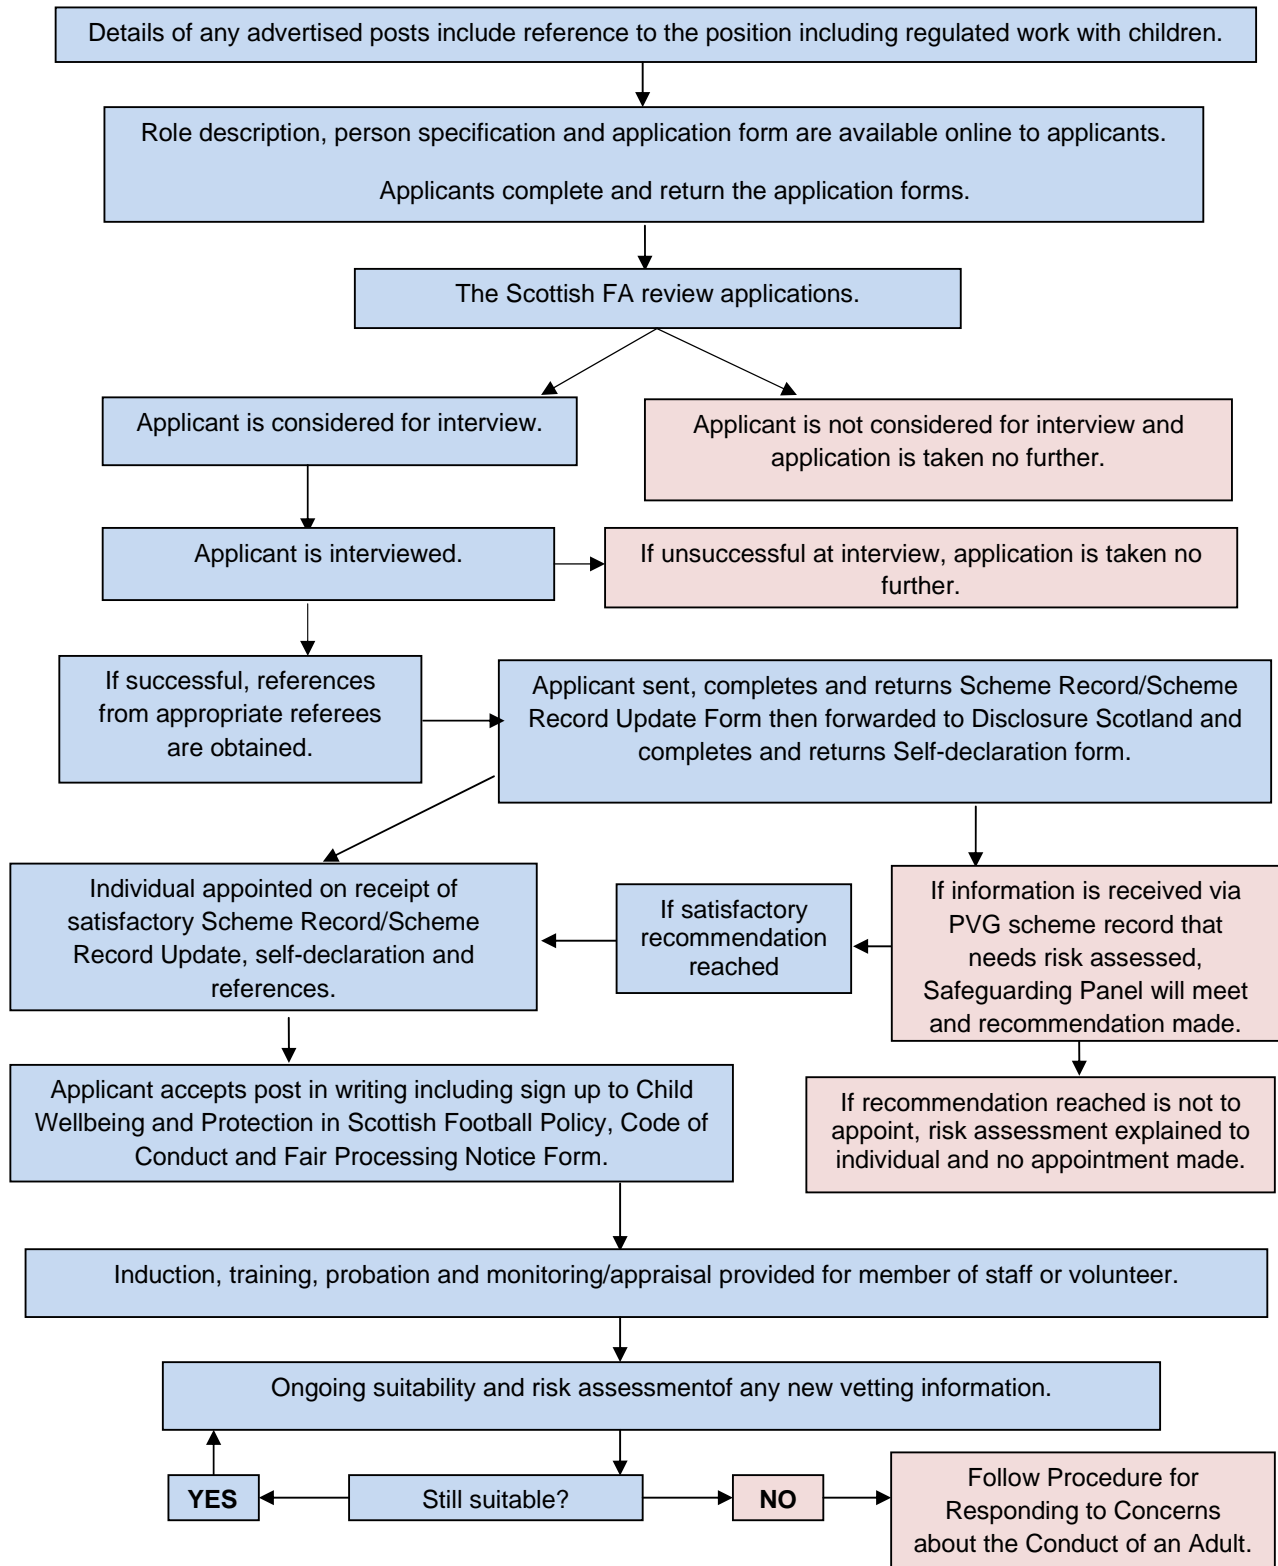 Details of any advertised posts include reference to the position including regulated work with children.
Role description, person specification and application form are available online to applicants.
Applicants complete and return the application forms.
The Scottish FA review applications.
Applicant is considered for interview.
Applicant is not considered for interview and
application is taken no further.
Applicant is interviewed.
If unsuccessful at interview, application is taken no
further.
If successful, references
from appropriate referees
are obtained.
Applicant sent, completes and returns Scheme Record/Scheme
Record Update Form then forwarded to Disclosure Scotland and
completes and returns Self-declaration form.
Individual appointed on receipt of
satisfactory Scheme Record/Scheme
Record Update, self-declaration and
references.
If satisfactory
recommendation
reached
If information is received via
PVG scheme record that
needs risk assessed,
Safeguarding Panel will meet
and recommendation made.
Applicant accepts post in writing including sign up to Child
Wellbeing and Protection in Scottish Football Policy, Code of
Conduct and Fair Processing Notice Form.
If recommendation reached is not to
appoint, risk assessment explained to
individual and no appointment made.
Induction, training, probation and monitoring/appraisal provided for member of staff or volunteer.
Ongoing suitability and risk assessmentof any new vetting information.
YES
Still suitable?
NO
Follow Procedure for
Responding to Concerns
about the Conduct of an Adult.